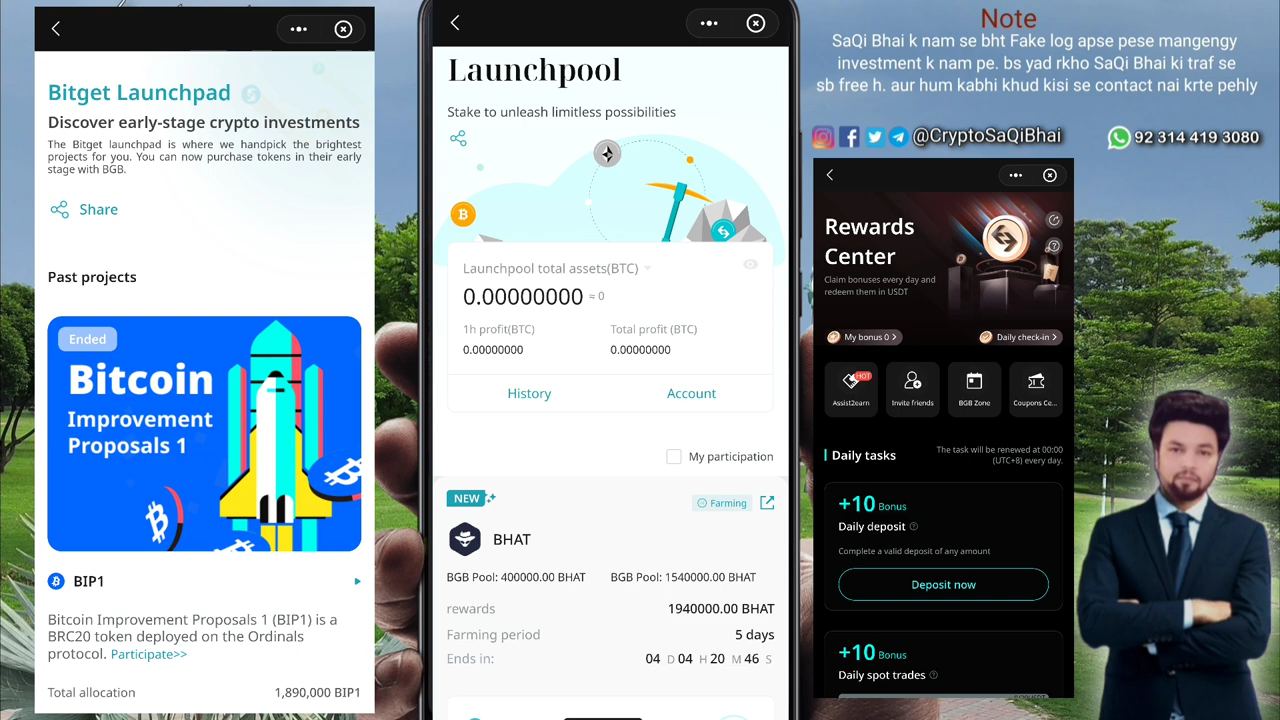 Bitget Launchpad
Discover early-stage crypto investments
The Bitget launchpad is where we handpick the brightest
projects for you. You can now purchase tokens in their early
stage with BGB.
Share
Past projects
Ended
Bitcoin
Improvement
Proposals 1
BIP1
Bitcoin Improvement Proposals 1 (BIP1) is a
BRC20 token deployed on the Ordinals
protocol. Participate>>
Total allocation 1,890,000 BIP1
Launchpool
Stake to unleash limitless possibilities
Launchpool total assets(BTC)
0.00000000 ≈ 0
1h profit(BTC) Total profit (BTC)
0.00000000 0.00000000
History Account
My participation
NEW Farming
BHAT
BGB Pool: 400000.00 BHAT BGB Pool: 1540000.00 BHAT
rewards 1940000.00 BHAT
Farming period 5 days
Ends in: 04 D 04 H 20 M 46 S
Note
SaQi Bhai k nam se bht Fake log apse pese mangengy
investment k nam pe. bs yad rkho SaQi Bhai ki traf se
sb free h. aur hum kabhi khud kisi se contact nai krte pehly
@CryptoSaQiBhai 92 314 419 3080
Rewards
Center
Claim bonuses every day and
redeem them in USDT
My bonus 0 > Daily check-in >
HOT
Assist2earn Invite friends BGB Zone Coupons Ce...
Daily tasks The task will be renewed at 00:00
(UTC+8) every day.
+10 Bonus
Daily deposit
Complete a valid deposit of any amount
Deposit now
+10 Bonus
Daily spot trades